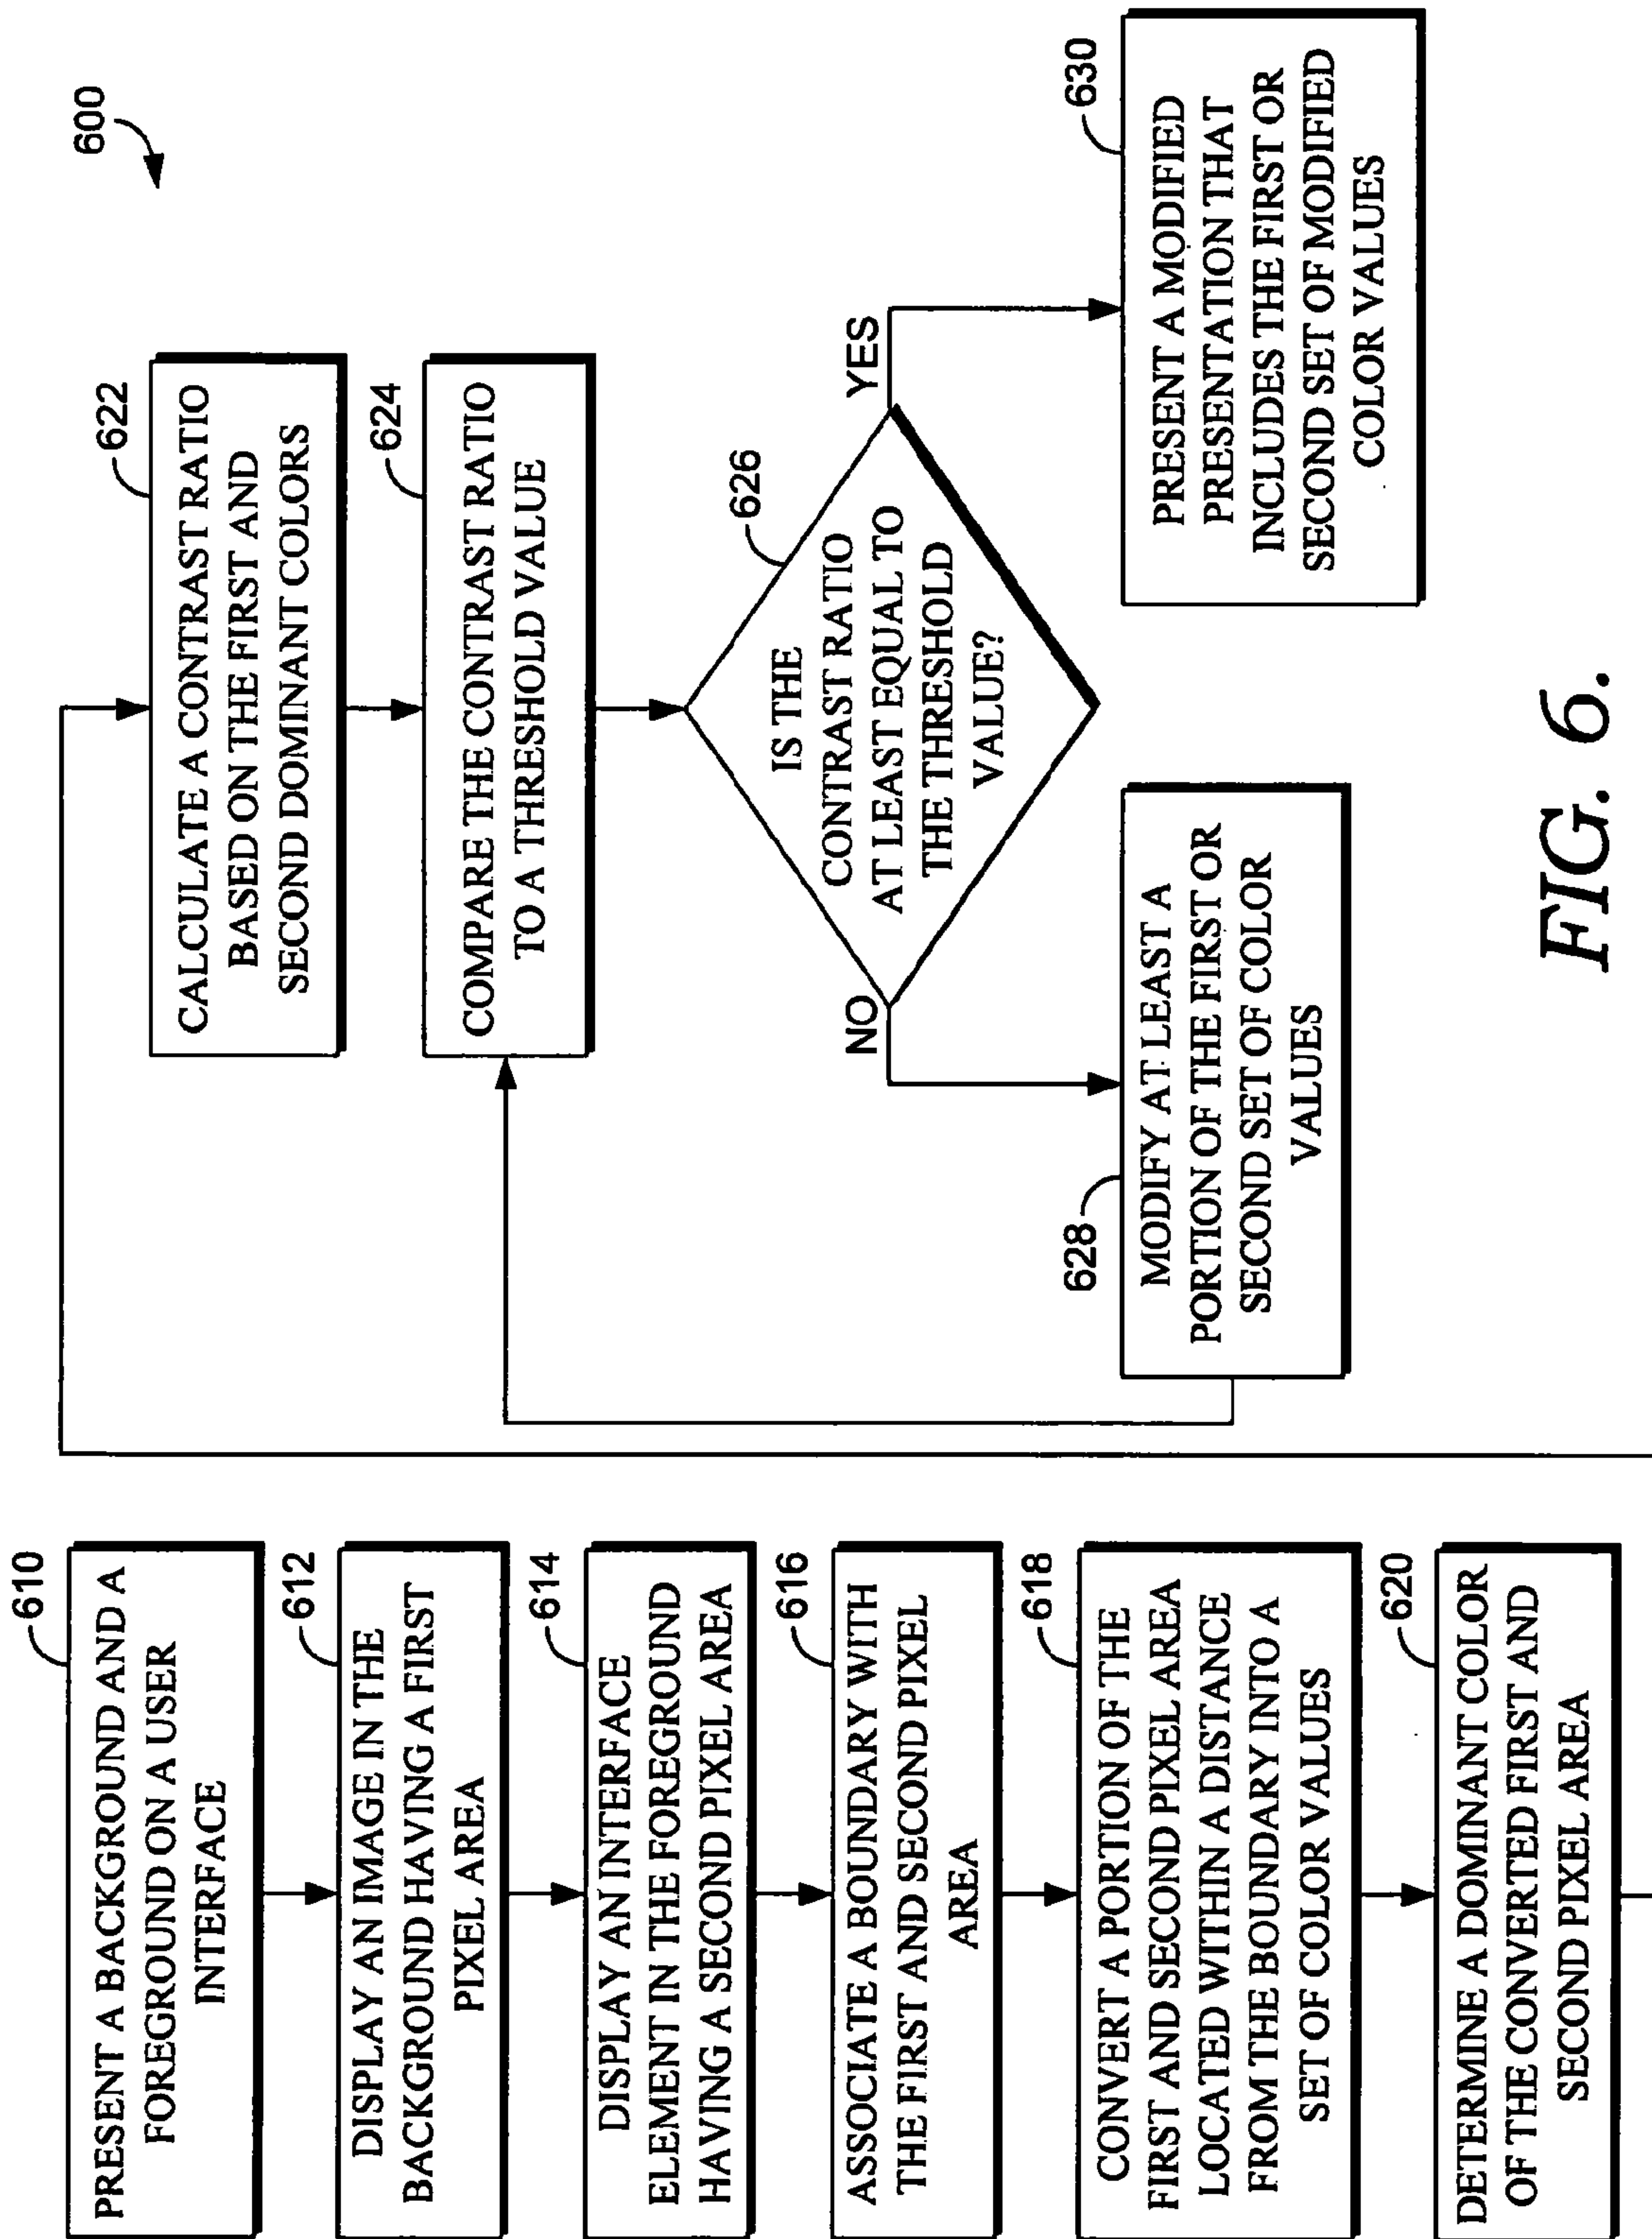 600
610
PRESENT A BACKGROUND AND A
FOREGROUND ON A USER
INTERFACE
612
DISPLAY AN IMAGE IN THE
BACKGROUND HAVING A FIRST
PIXEL AREA
614
DISPLAY AN INTERFACE
ELEMENT IN THE FOREGROUND
HAVING A SECOND PIXEL AREA
616
ASSOCIATE A BOUNDARY WITH
THE FIRST AND SECOND PIXEL
AREA
618
CONVERT A PORTION OF THE
FIRST AND SECOND PIXEL AREA
LOCATED WITHIN A DISTANCE
FROM THE BOUNDARY INTO A
SET OF COLOR VALUES
620
DETERMINE A DOMINANT COLOR
OF THE CONVERTED FIRST AND
SECOND PIXEL AREA
622
CALCULATE A CONTRAST RATIO
BASED ON THE FIRST AND
SECOND DOMINANT COLORS
624
COMPARE THE CONTRAST RATIO
TO A THRESHOLD VALUE
626
IS THE
CONTRAST RATIO
AT LEAST EQUAL TO
THE THRESHOLD
VALUE?
NO
YES
628
MODIFY AT LEAST A
PORTION OF THE FIRST OR
SECOND SET OF COLOR
VALUES
630
PRESENT A MODIFIED
PRESENTATION THAT
INCLUDES THE FIRST OR
SECOND SET OF MODIFIED
COLOR VALUES
FIG. 6.